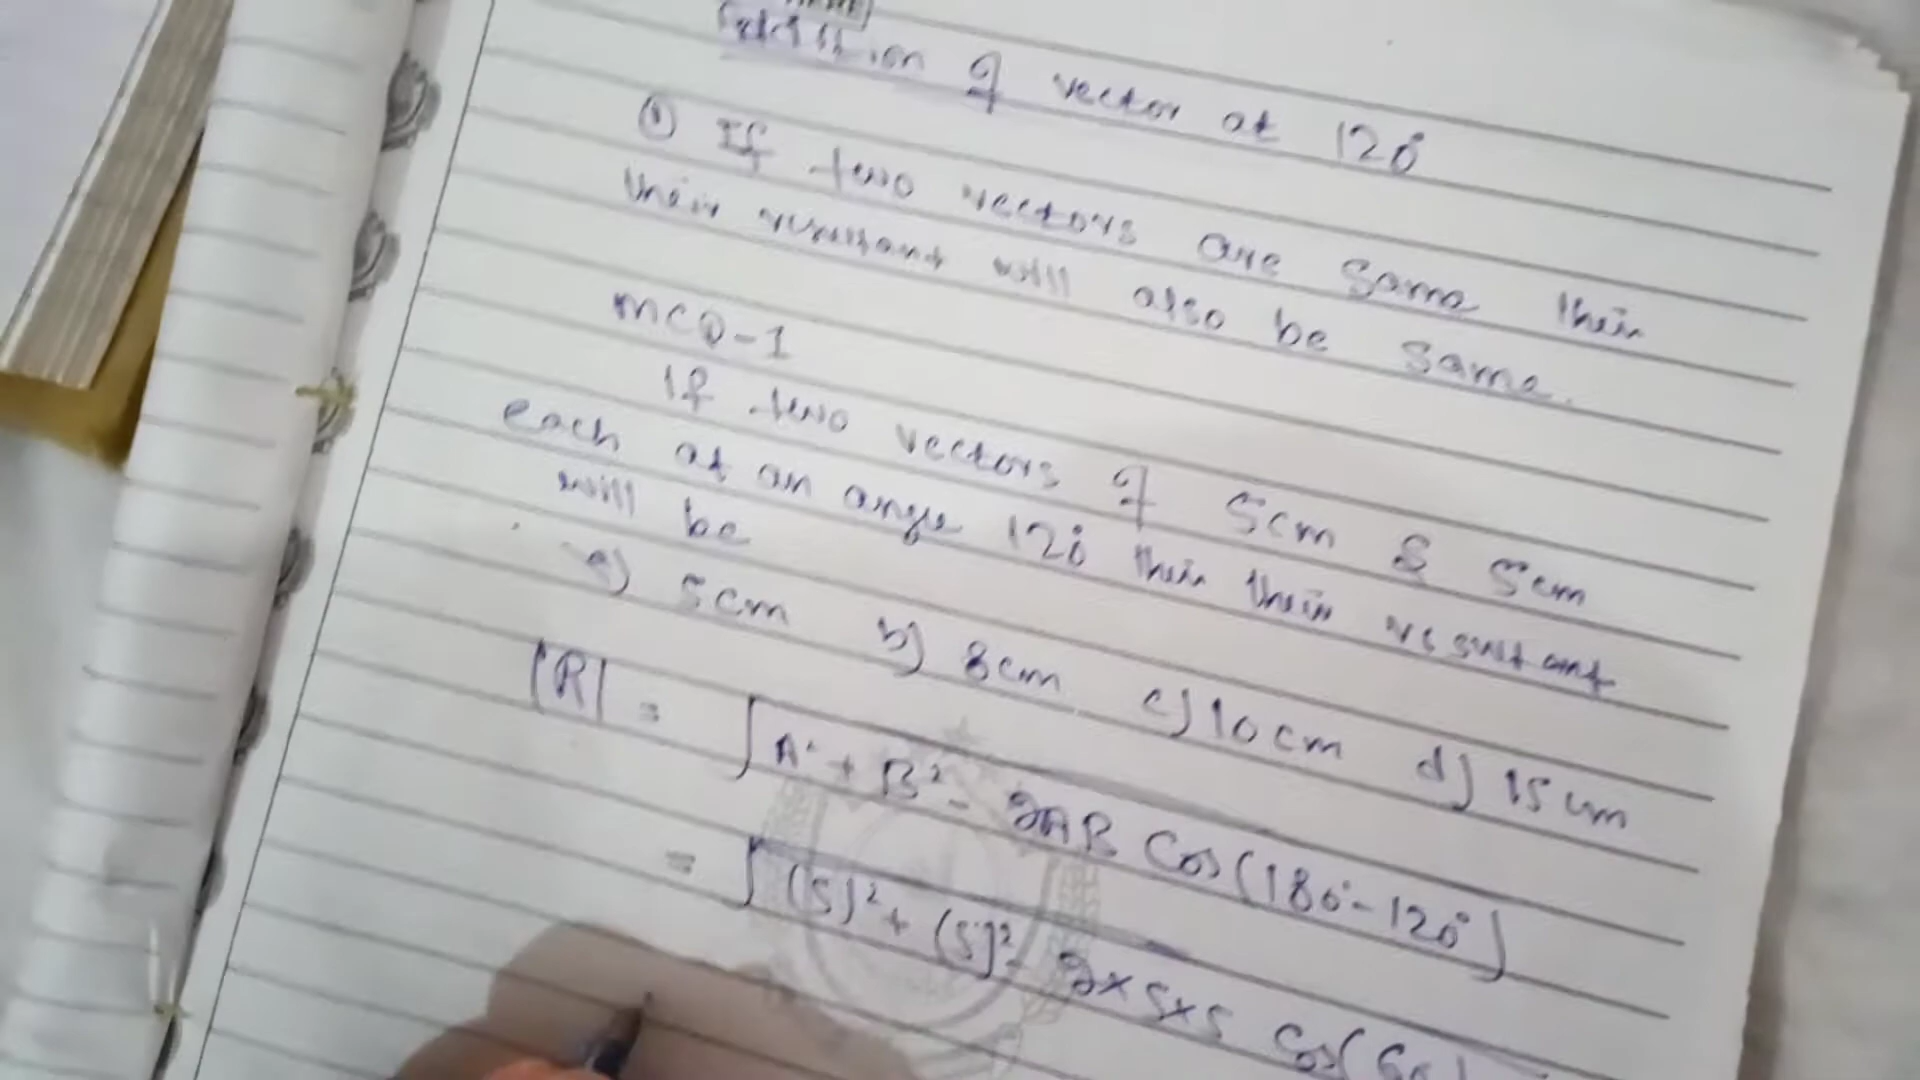 of vector at 120°
① If two vectors are same their
their will also be same.
MCQ-1
If two vectors of 5cm & 5cm
each at an angle 120° their their resultant
will be
a) 5cm b) 8cm c) 10cm d) 15cm
|R| = √A² + B² - 2AB Cos(180°-120°)
= √(5)² + (5)² - 2×5×5 Cos(60)